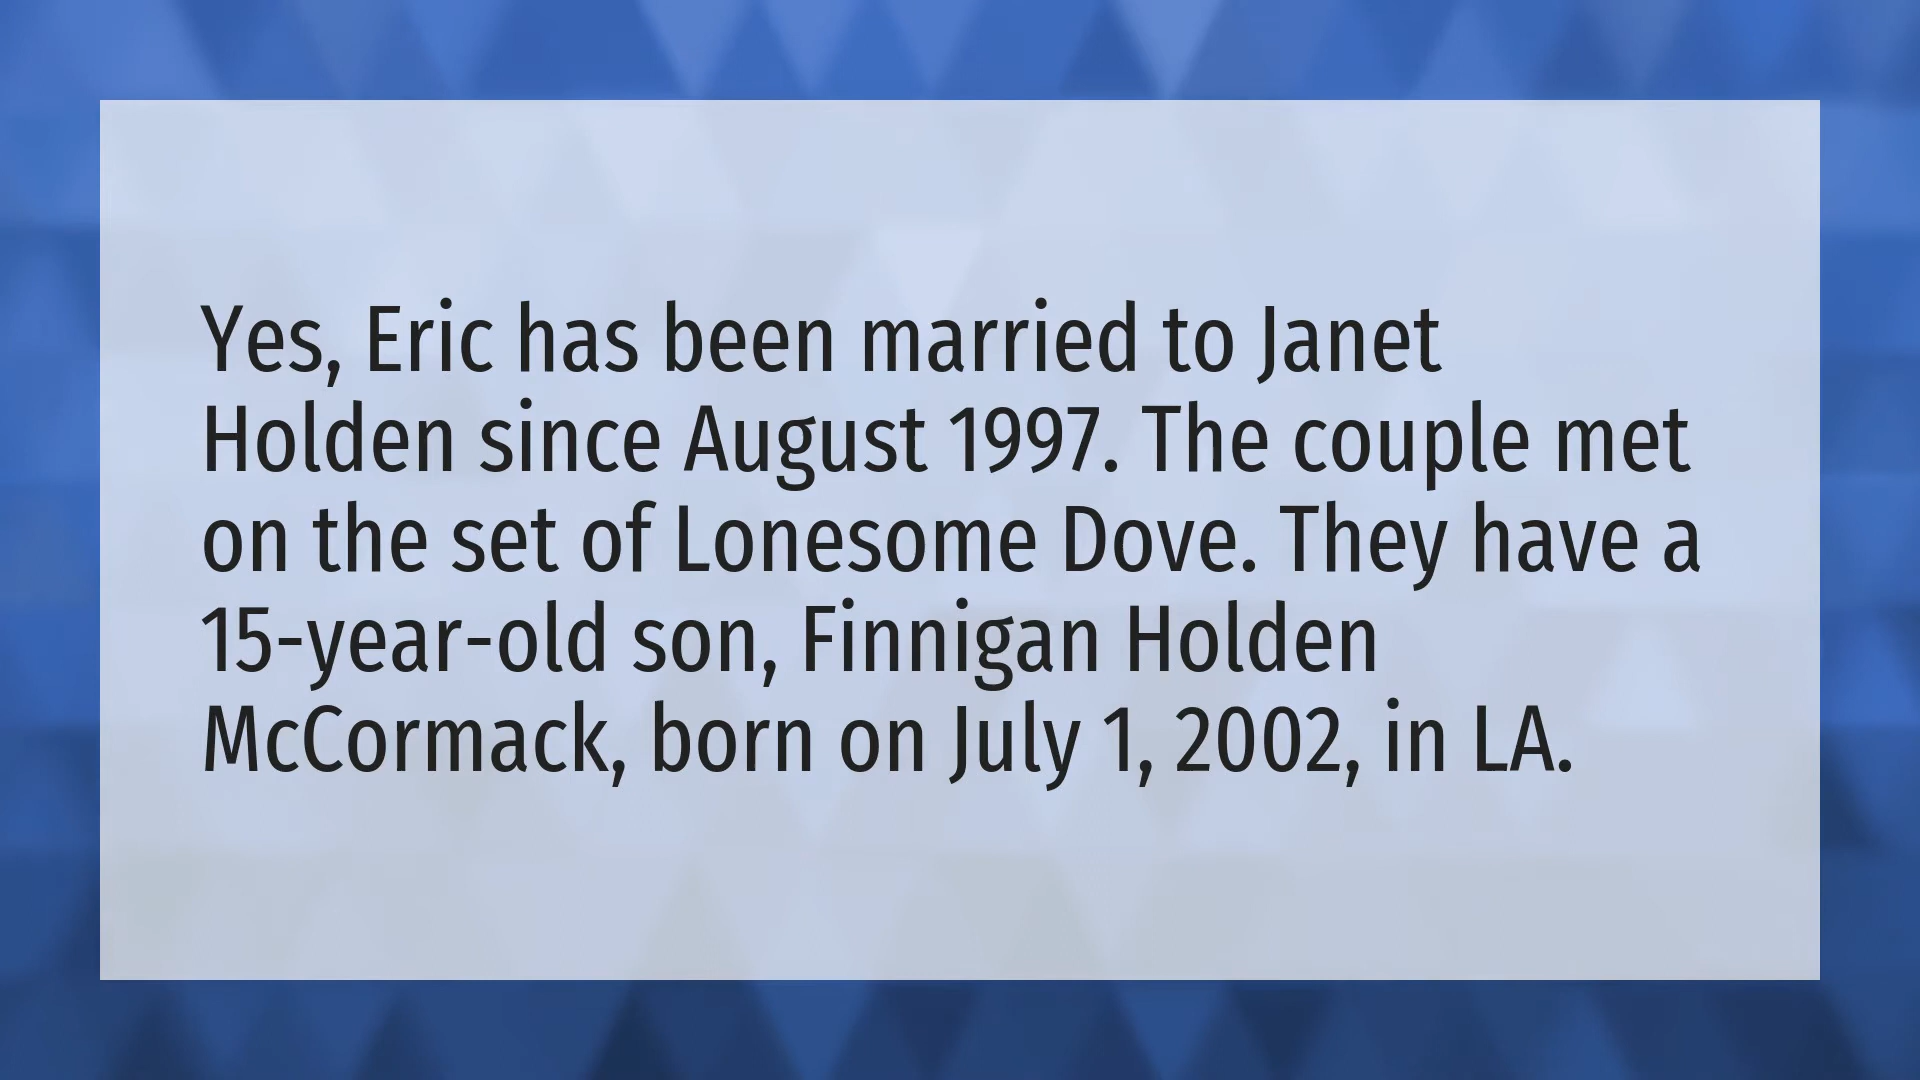 Yes, Eric has been married to Janet
Holden since August 1997. The couple met
on the set of Lonesome Dove. They have a
15-year-old son, Finnigan Holden
McCormack, born on July 1, 2002, in LA.